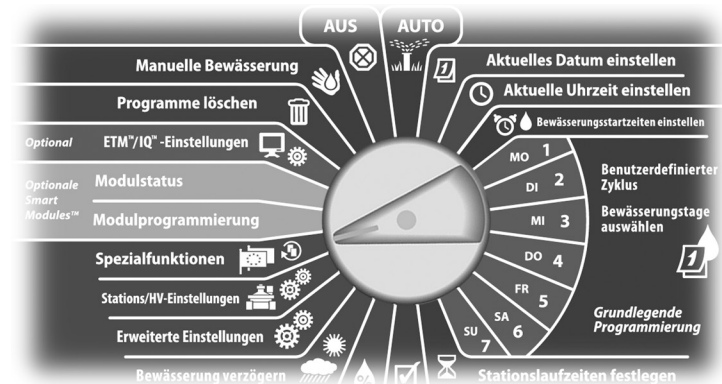 AUS
AUTO
Manuelle Bewässerung
Programme löschen
Optional
ETM™/IQ™ -Einstellungen
Optionale
Smart
Modules™
Modulstatus
Modulprogrammierung
Spezialfunktionen
Stations/HV-Einstellungen
Erweiterte Einstellungen
Bewässerung verzögern
Aktuelles Datum einstellen
Aktuelle Uhrzeit einstellen
Bewässerungsstartzeiten einstellen
MO 1
DI 2
MI 3
DO 4
FR 5
SA 6
SU 7
Benutzerdefinierter
Zyklus
Bewässerungstage
auswählen
1
1
Grundlegende
Programmierung
Stationslaufzeiten festlegen
%